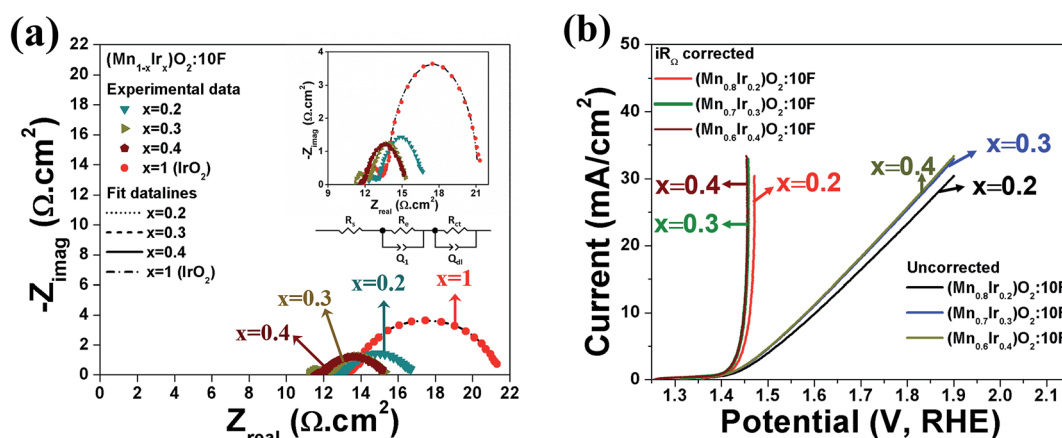 (a)
(Mn1-xIrx)O2:10F
Experimental data
x=0.2
x=0.3
x=0.4
x=1 (IrO2)
Fit datalines
x=0.2
x=0.3
x=0.4
x=1 (IrO2)
-Zimag (Ω.cm2)
22
20
18
16
14
12
10
8
6
4
2
0
0 2 4 6 8 10 12 14 16 18 20 22
Zreal (Ω.cm2)
-Zimag (Ω.cm2)
4
3
2
1
0
9 12 15 18 21
Zreal (Ω.cm2)
Rs Re Rct
Q1 Qdl
x=0.4
x=0.3
x=0.2
x=1
(b)
Current (mA/cm2)
50
40
30
20
10
0
1.3 1.4 1.5 1.6 1.7 1.8 1.9 2.0 2.1
Potential (V, RHE)
iRΩ corrected
(Mn0.8Ir0.2)O2:10F
(Mn0.7Ir0.3)O2:10F
(Mn0.6Ir0.4)O2:10F
x=0.4
x=0.3
x=0.2
x=0.4
x=0.3
x=0.2
Uncorrected
(Mn0.8Ir0.2)O2:10F
(Mn0.7Ir0.3)O2:10F
(Mn0.6Ir0.4)O2:10F